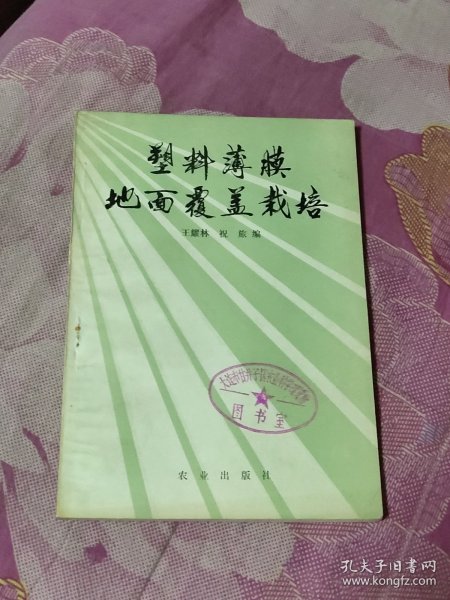 塑料薄膜
地面覆盖栽培
王耀林 祝旅 编
图书室
农业出版社
孔夫子旧书网
www.kongfz.com